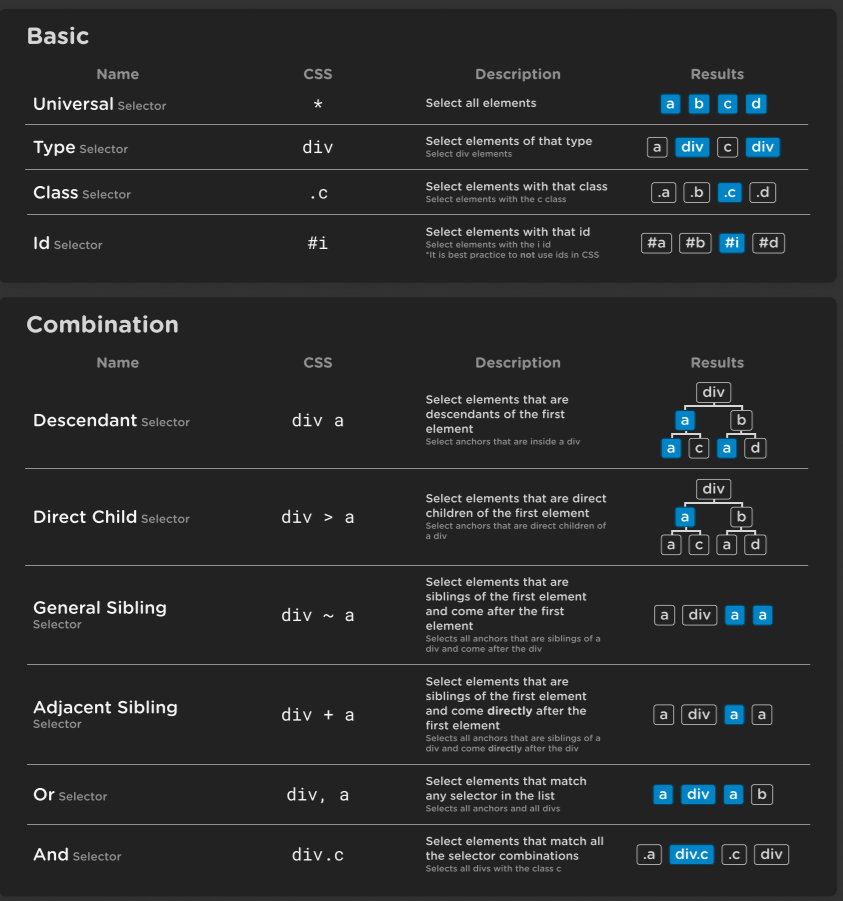 Basic
Name CSS Description Results
Universal Selector * Select all elements a b c d
Type Selector div Select elements of that type a div c div
Select div elements
Class Selector .c Select elements with that class .a .b .c .d
Select elements with the c class
Id Selector #i Select elements with that id #a #b #i #d
Select elements with the i id
*It is best practice to not use ids in CSS
Combination
Name CSS Description Results
Descendant Selector div a
Select elements that are
descendants of the first
element
Select anchors that are inside a div
div
a b
a c a d
Direct Child Selector div > a
Select elements that are direct
children of the first element
Select anchors that are direct children of
a div
div
a b
a c a d
General Sibling
Selector
div ~ a
Select elements that are
siblings of the first element
and come after the first
element
Selects all anchors that are siblings of a
div and come after the div
a div a a
Adjacent Sibling
Selector
div + a
Select elements that are
siblings of the first element
and come directly after the
first element
Selects all anchors that are siblings of a
div and come directly after the div
a div a a
Or Selector div, a
Select elements that match
any selector in the list
Selects all anchors and all divs
a div a b
And Selector div.c
Select elements that match all
the selector combinations
Selects all divs with the class c
.a div.c .c div